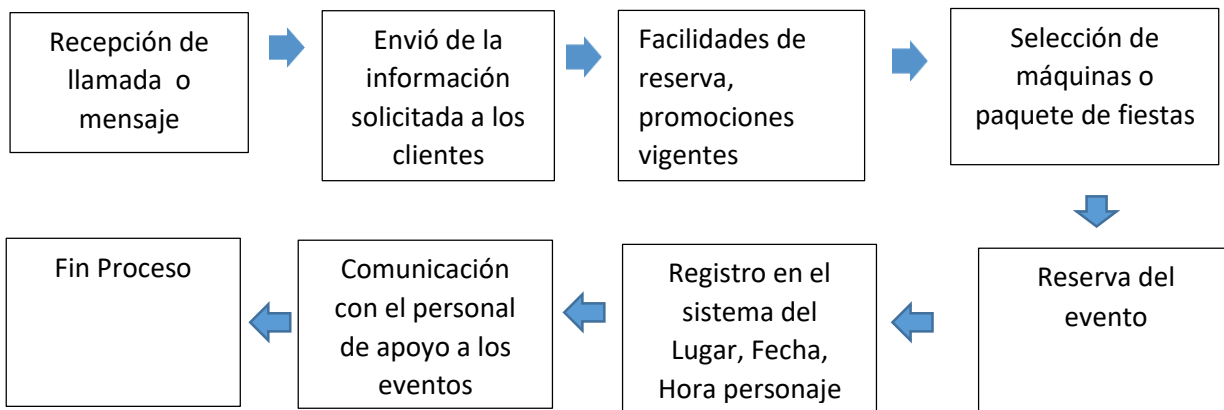 Recepción de
llamada o
mensaje
Envió de la
información
solicitada a los
clientes
Facilidades de
reserva,
promociones
vigentes
Selección de
máquinas o
paquete de fiestas
Reserva del
evento
Registro en el
sistema del
Lugar, Fecha,
Hora personaje
Comunicación
con el personal
de apoyo a los
eventos
Fin Proceso